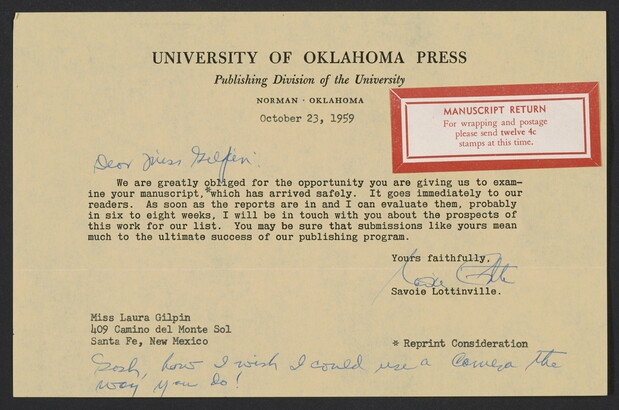 UNIVERSITY OF OKLAHOMA PRESS
Publishing Division of the University
NORMAN · OKLAHOMA
October 23, 1959
MANUSCRIPT RETURN
For wrapping and postage
please send twelve 4c
stamps at this time.
Dear Miss Gilpin:
We are greatly obliged for the opportunity you are giving us to exam-
ine your manuscript,*which has arrived safely. It goes immediately to our
readers. As soon as the reports are in and I can evaluate them, probably
in six to eight weeks, I will be in touch with you about the prospects of
this work for our list. You may be sure that submissions like yours mean
much to the ultimate success of our publishing program.
Yours faithfully,
Savoie Lottinville.
Miss Laura Gilpin
409 Camino del Monte Sol
Santa Fe, New Mexico
* Reprint Consideration
Gosh, how I wish I could use a camera the
way you do!